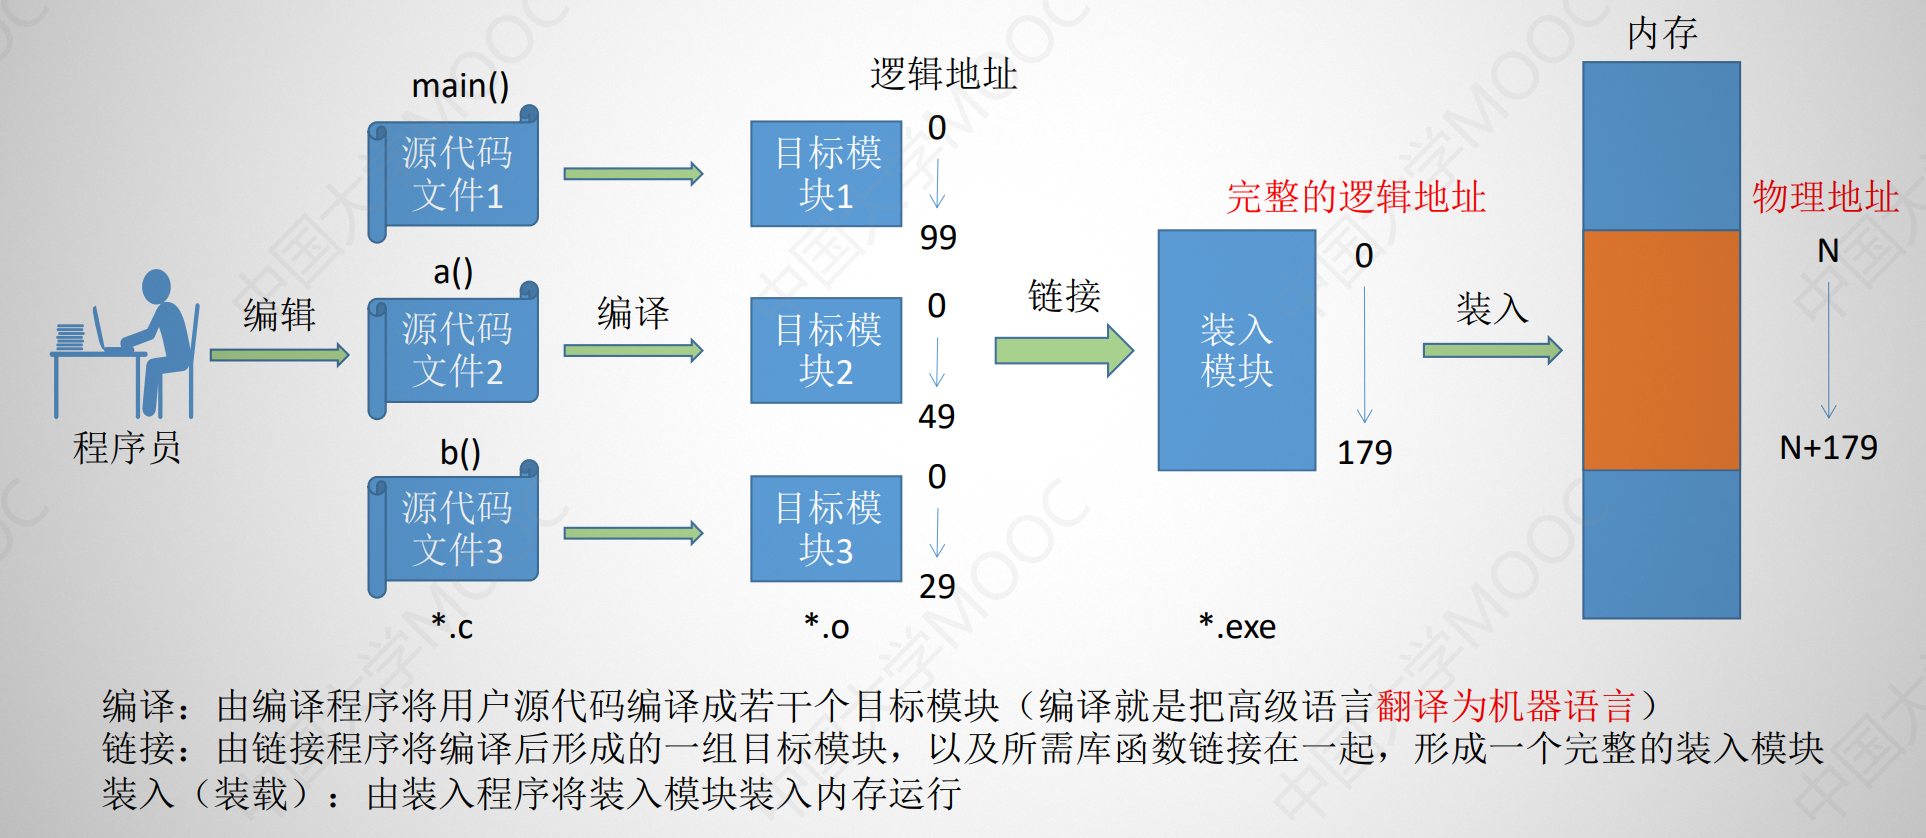 内存
逻辑地址
main()
源代码
文件1
目标模
块1
0
99
完整的逻辑地址
物理地址
a()
源代码
文件2
目标模
块2
0
49
程序员
编辑
编译
链接
装入
模块
0
179
装入
N
N+179
b()
源代码
文件3
目标模
块3
0
29
*.c
*.o
*.exe
编译：由编译程序将用户源代码编译成若干个目标模块（编译就是把高级语言翻译为机器语言）
链接：由链接程序将编译后形成的一组目标模块，以及所需库函数链接在一起，形成一个完整的装入模块
装入（装载）：由装入程序将装入模块装入内存运行
中国大学MOOC